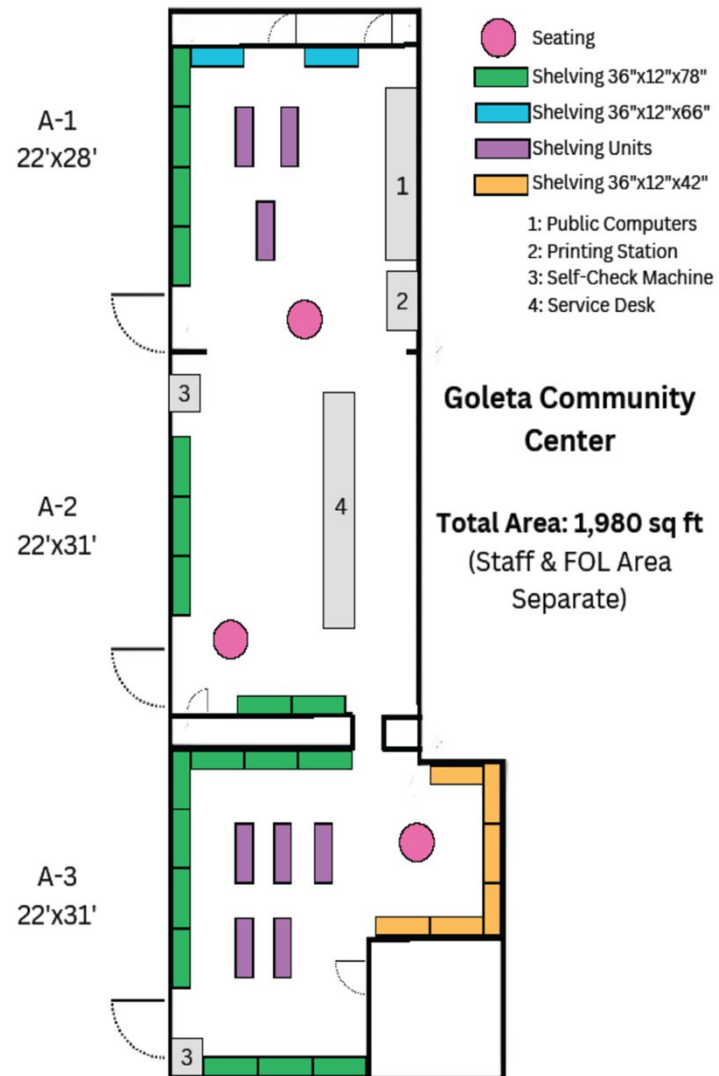 Seating
Shelving 36"x12"x78"
Shelving 36"x12"x66"
Shelving Units
Shelving 36"x12"x42"
1: Public Computers
2: Printing Station
3: Self-Check Machine
4: Service Desk
A-1
22'x28'
1
2
3
Goleta Community
Center
Total Area: 1,980 sq ft
(Staff & FOL Area
Separate)
A-2
22'x31'
4
A-3
22'x31'
3